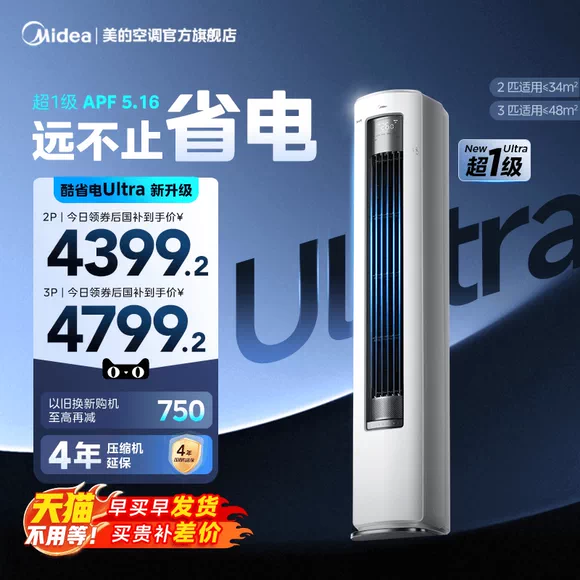 Midea | 美的空调官方旗舰店
超1级 APF 5.16
远不止省电
2 匹适用≤34m²
3 匹适用≤48m²
New Ultra
超1级
酷省电Ultra 新升级
2P | 今日领券后国补到手价¥
4399.2
3P | 今日领券后国补到手价¥
4799.2
Ultra
以旧换新购机
至高再减
750
4年
压缩机
延保
4年
天猫
不用等!
早买早发货
买贵补差价